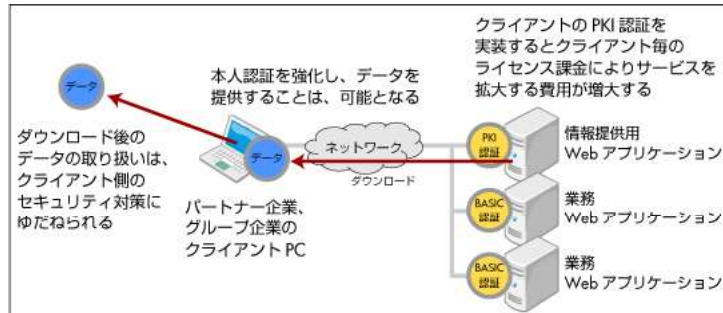 クライアントの PKI 認証を
実装するとクライアント毎の
ライセンス課金によりサービスを
拡大する費用が増大する
本人認証を強化し、データを
提供することは、可能となる
データ
ダウンロード後の
データの取り扱いは、
クライアント側の
セキュリティ対策に
ゆだねられる
データ
パートナー企業、
グループ企業の
クライアント PC
ネットワーク
ダウンロード
PKI
認証
情報提供用
Web アプリケーション
BASIC
認証
業務
Web アプリケーション
BASIC
認証
業務
Web アプリケーション